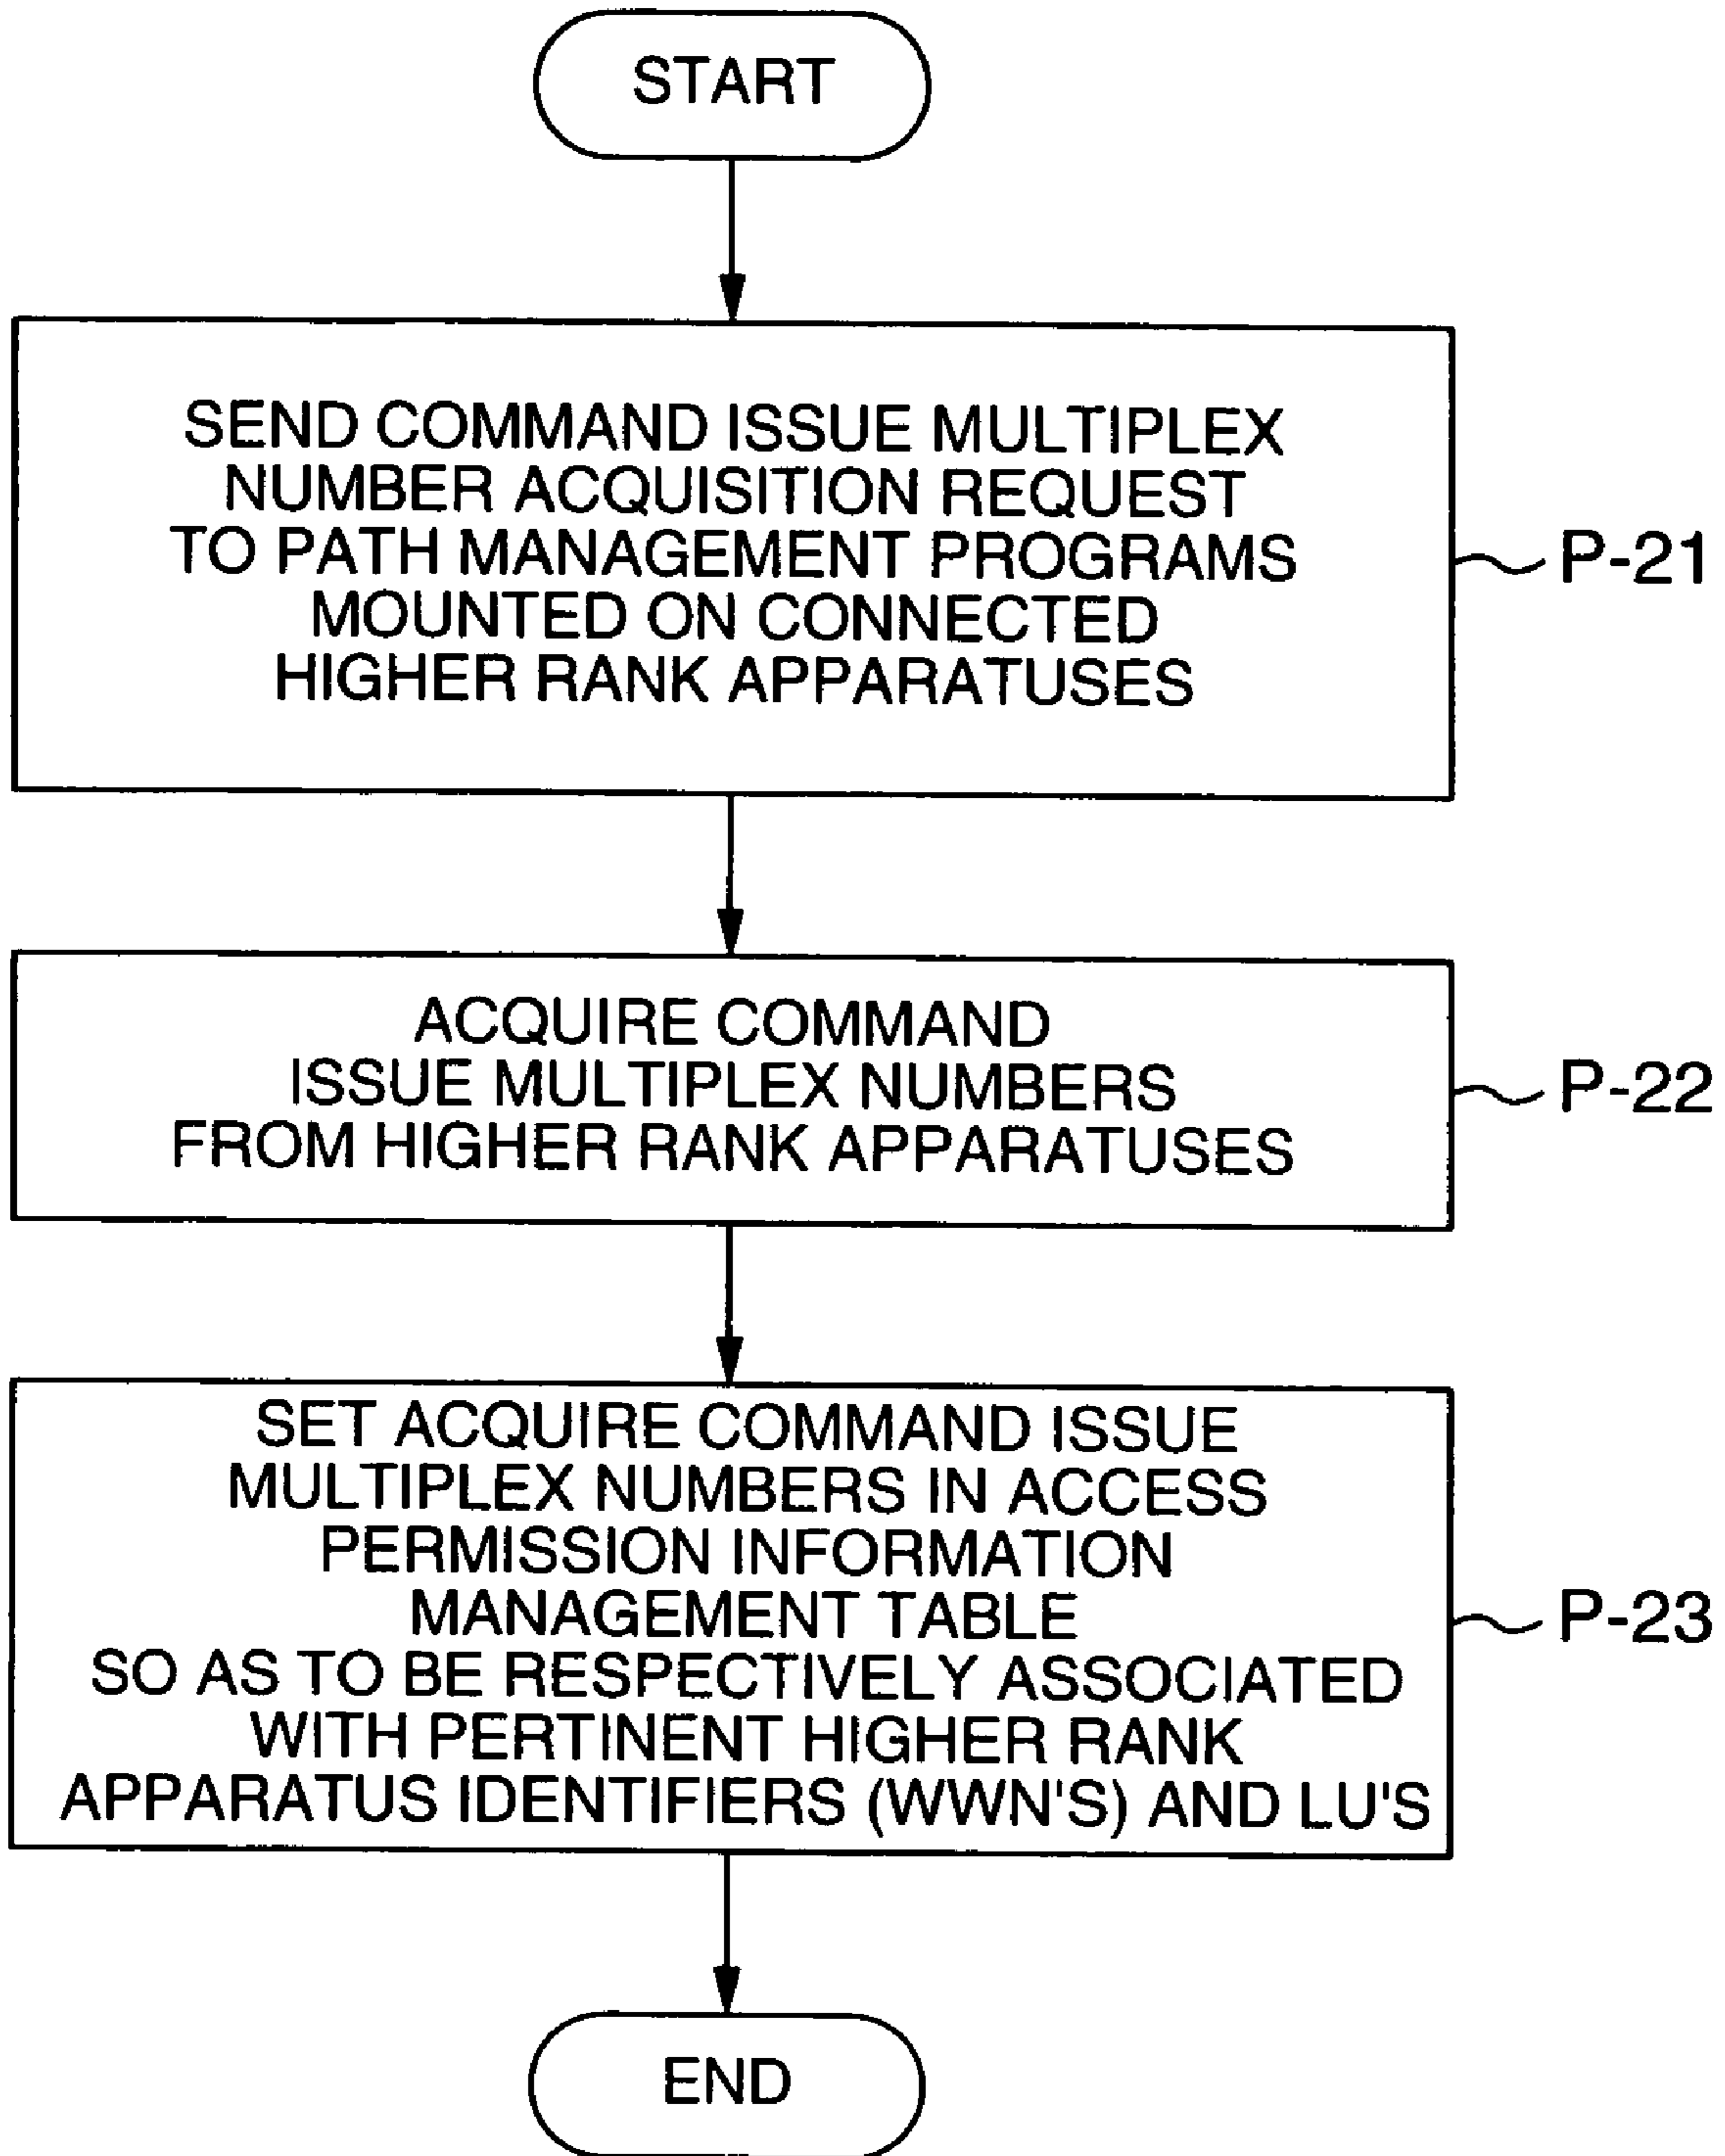 START
SEND COMMAND ISSUE MULTIPLEX
NUMBER ACQUISITION REQUEST
TO PATH MANAGEMENT PROGRAMS
MOUNTED ON CONNECTED
HIGHER RANK APPARATUSES
P-21
ACQUIRE COMMAND
ISSUE MULTIPLEX NUMBERS
FROM HIGHER RANK APPARATUSES
P-22
SET ACQUIRE COMMAND ISSUE
MULTIPLEX NUMBERS IN ACCESS
PERMISSION INFORMATION
MANAGEMENT TABLE
SO AS TO BE RESPECTIVELY ASSOCIATED
WITH PERTINENT HIGHER RANK
APPARATUS IDENTIFIERS (WWN'S) AND LU'S
P-23
END